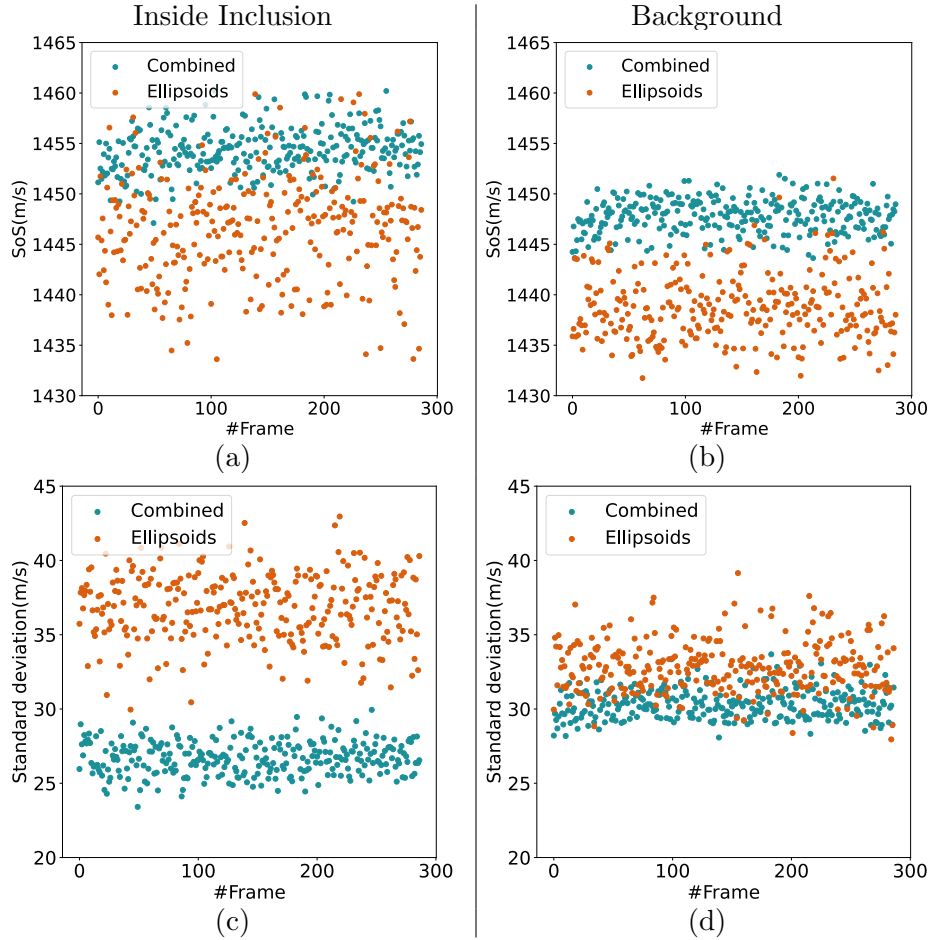 Inside Inclusion
Background
1465
1460
1455
1450
1445
1440
1435
1430
SoS(m/s)
Combined
Ellipsoids
0
100
200
300
#Frame
(a)
1465
1460
1455
1450
1445
1440
1435
1430
SoS(m/s)
Combined
Ellipsoids
0
100
200
300
#Frame
(b)
45
40
35
30
25
20
Standard deviation(m/s)
Combined
Ellipsoids
0
100
200
300
#Frame
(c)
45
40
35
30
25
20
Standard deviation(m/s)
Combined
Ellipsoids
0
100
200
300
#Frame
(d)